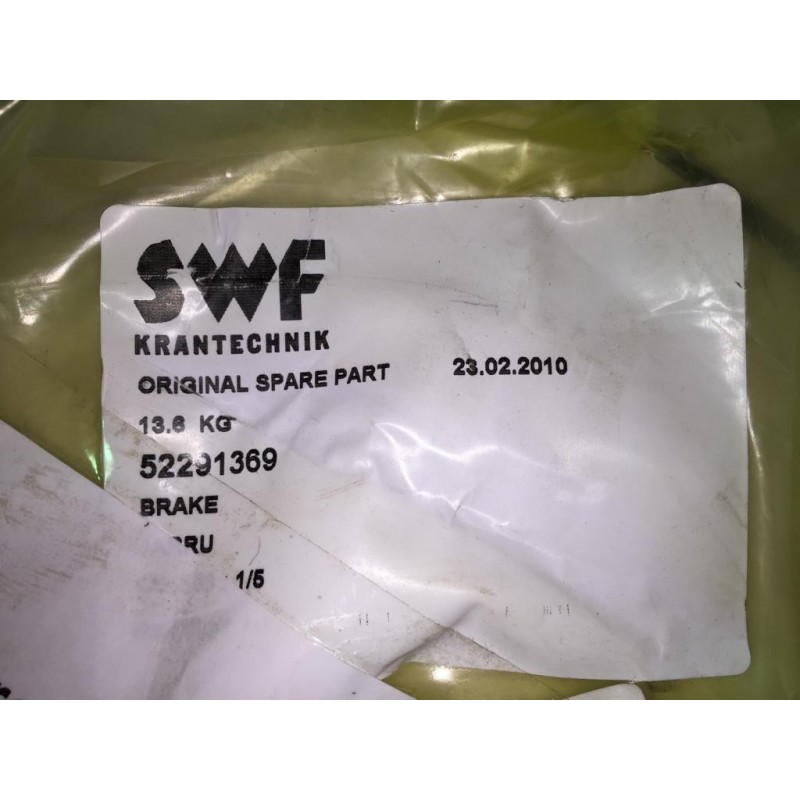 SWF
KRANTECHNIK
ORIGINAL SPARE PART 23.02.2010
13.6 KG
52291369
BRAKE
1/5